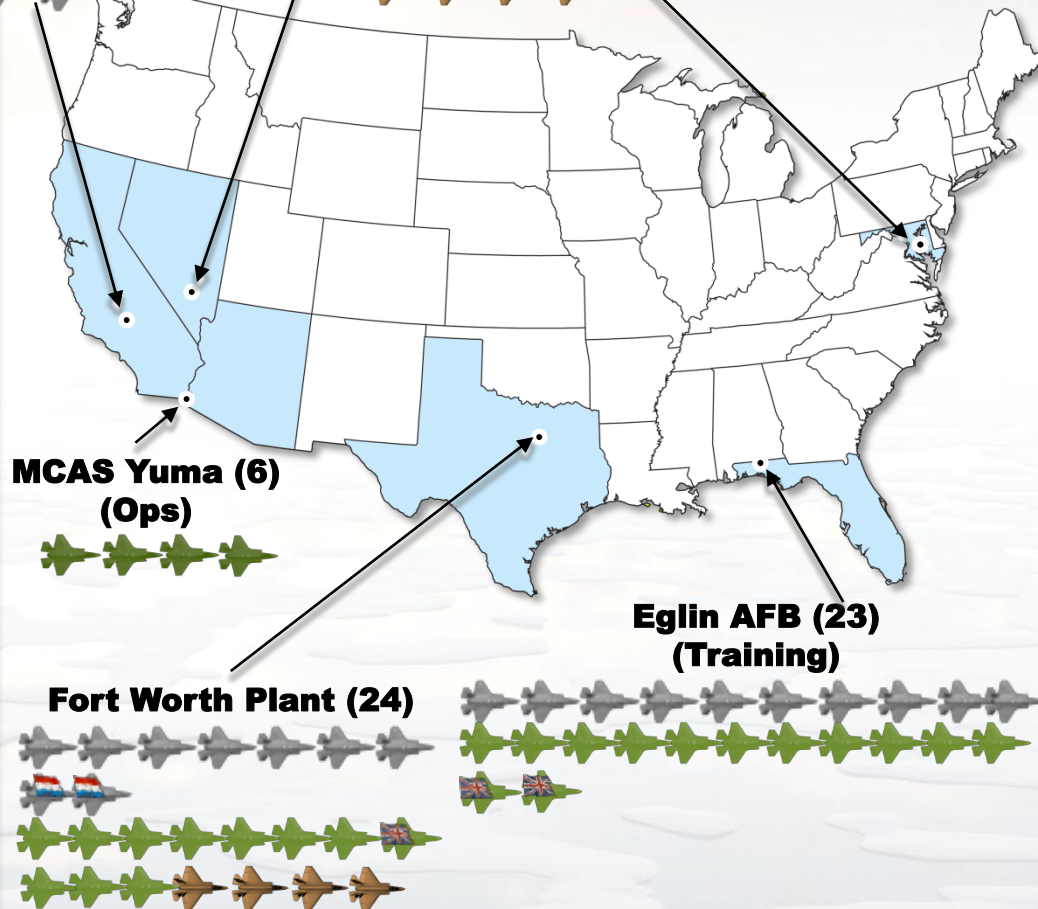 MCAS Yuma (6)
(Ops)
Eglin AFB (23)
(Training)
Fort Worth Plant (24)